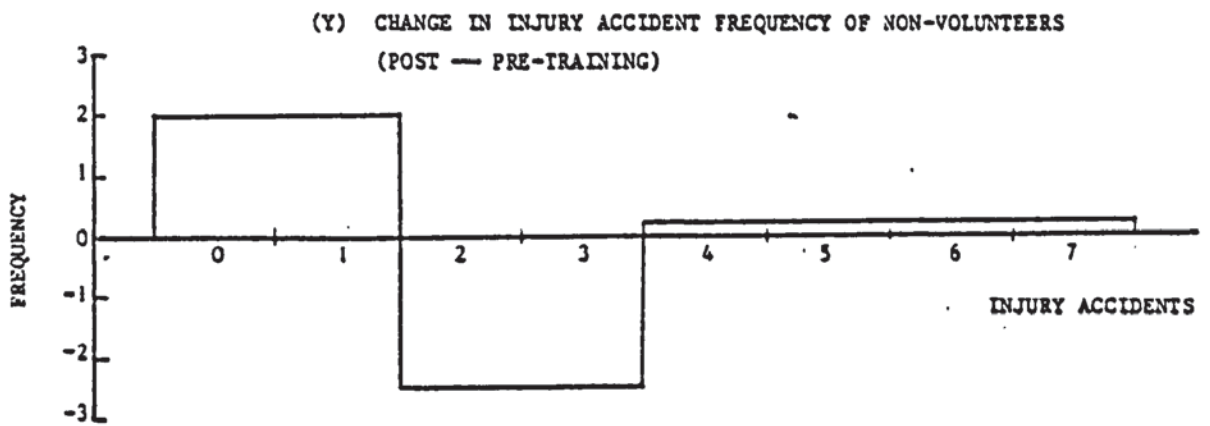 (Y) CHANGE IN INJURY ACCIDENT FREQUENCY OF NON-VOLUNTEERS
(POST — PRE-TRAINING)
3
2
1
0
-1
-2
-3
FREQUENCY
0 1 2 3 4 5 6 7
INJURY ACCIDENTS